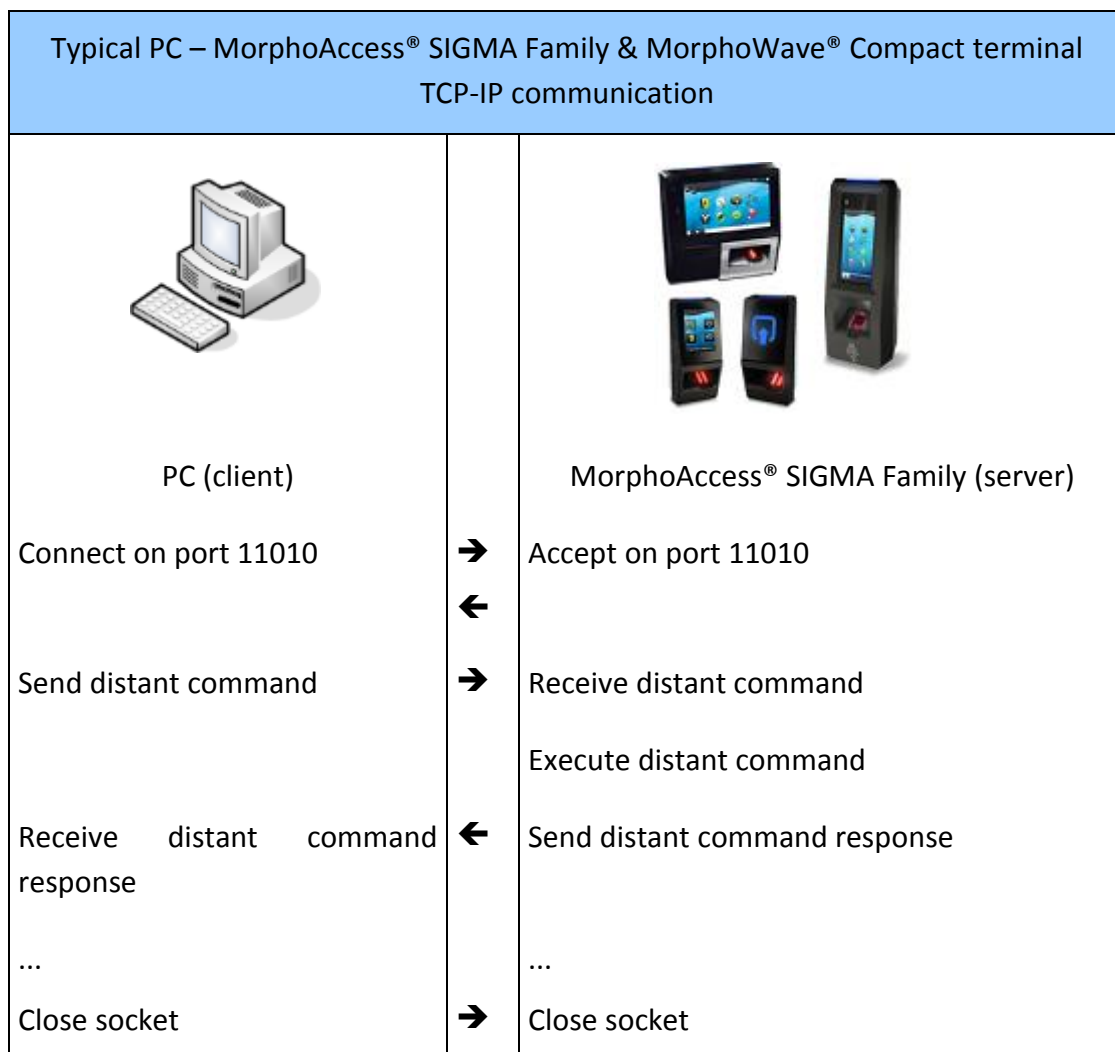 Typical PC – MorphoAccess® SIGMA Family & MorphoWave® Compact terminal
TCP-IP communication
PC (client)
MorphoAccess® SIGMA Family (server)
Connect on port 11010 ➔ Accept on port 11010
🡸
Send distant command ➔ Receive distant command
Execute distant command
Receive distant command 🡸 Send distant command response
response
... ...
Close socket ➔ Close socket